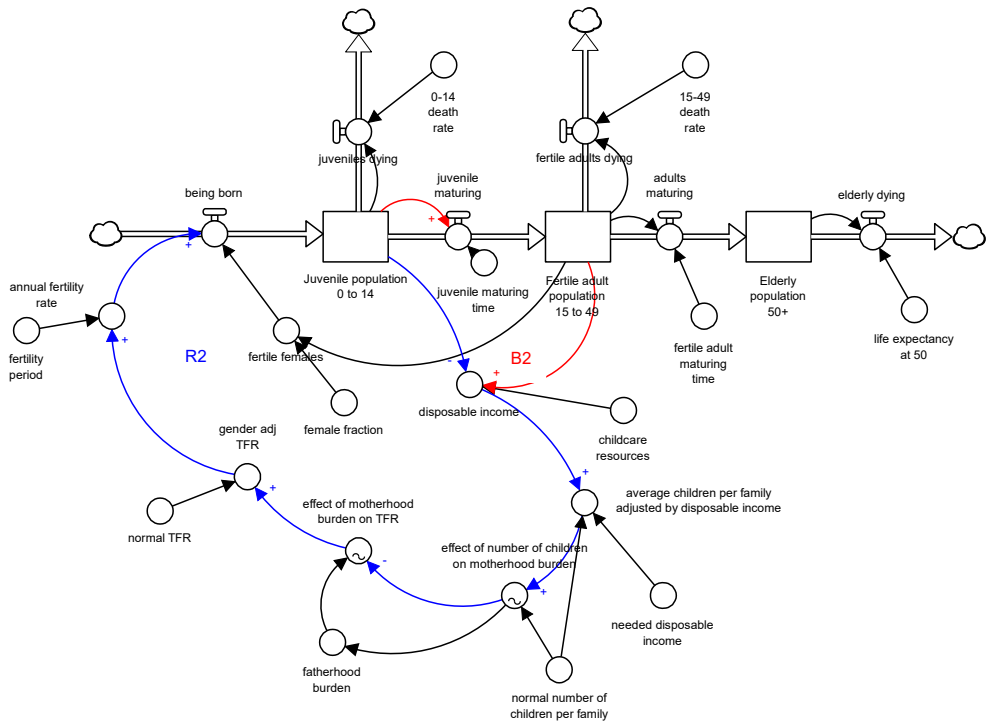 0-14
death
rate
15-49
death
rate
juveniles dying
fertile adults dying
juvenile
maturing
adults
maturing
being born
elderly dying
+
+
Juvenile population
0 to 14
Fertile adult
population
15 to 49
Elderly
population
50+
annual fertility
rate
juvenile maturing
time
+
fertility
period
R2
fertile females
-
B2
+
fertile adult
maturing
time
life expectancy
at 50
disposable income
female fraction
gender adj
TFR
childcare
resources
+
+
normal TFR
effect of motherhood
burden on TFR
average children per family
adjusted by disposable income
effect of number of children
on motherhood burden
-
+
needed disposable
income
fatherhood
burden
normal number of
children per family